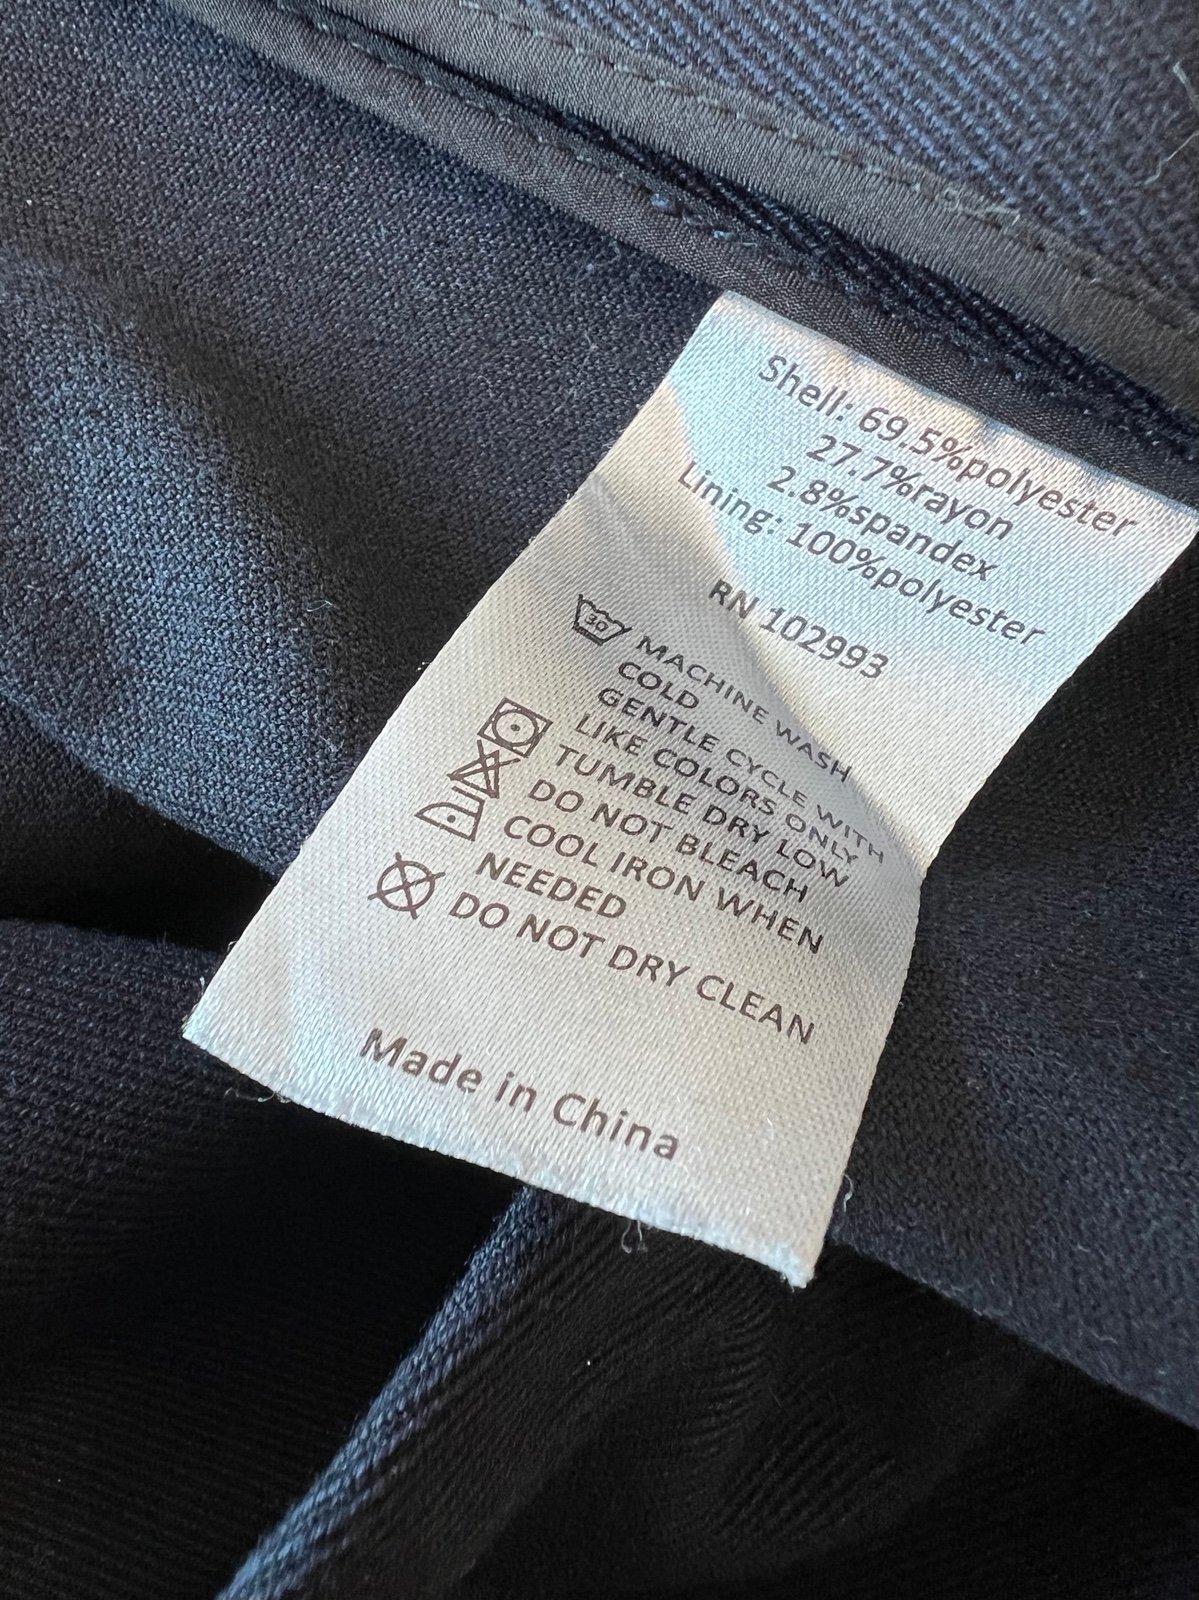 Shell: 69.5%polyester
27.7%rayon
2.8%spandex
Lining: 100%polyester
RN 102993
30 MACHINE WASH
COLD
GENTLE CYCLE WITH
LIKE COLORS ONLY
TUMBLE DRY LOW
DO NOT BLEACH
COOL IRON WHEN
NEEDED
DO NOT DRY CLEAN
Made in China